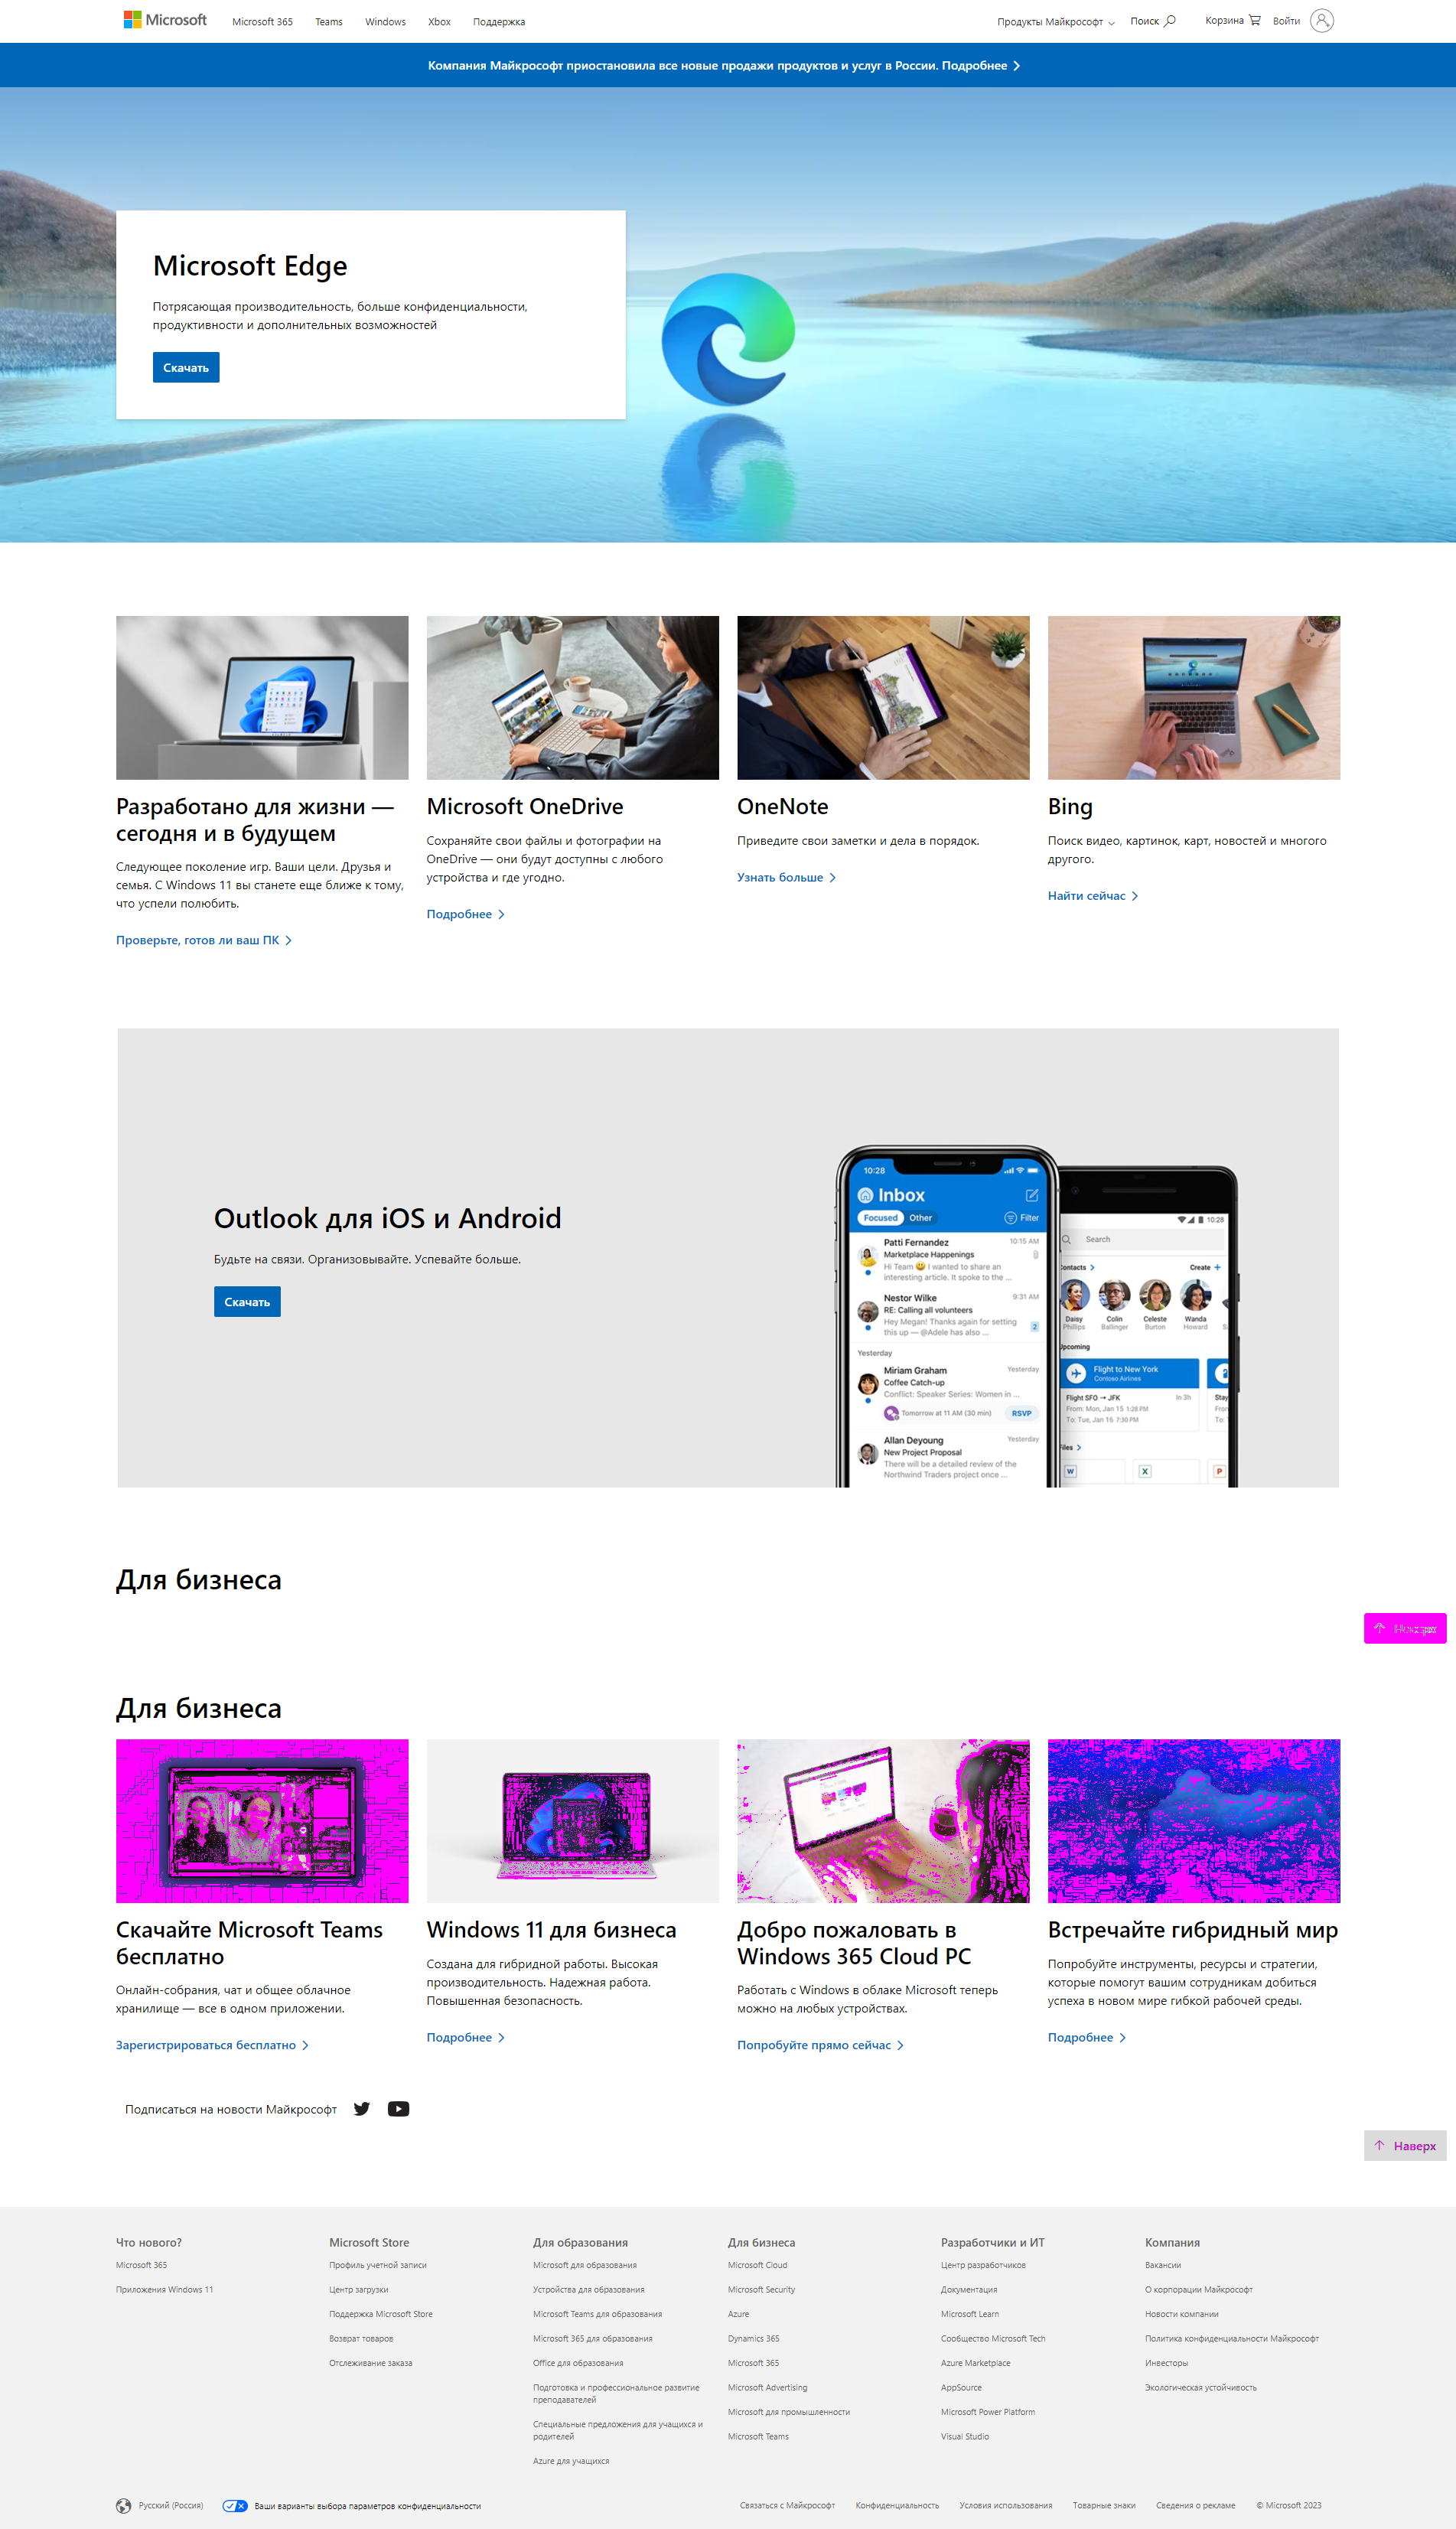 Microsoft
Microsoft 365
Teams
Windows
Xbox
Поддержка
Продукты Майкрософт
Поиск
Корзина
Войти
Компания Майкрософт приостановила все новые продажи продуктов и услуг в России. Подробнее
Microsoft Edge
Потрясающая производительность, больше конфиденциальности,
продуктивности и дополнительных возможностей
Скачать
Разработано для жизни —
сегодня и в будущем
Следующее поколение игр. Ваши цели. Друзья и
семья. С Windows 11 вы станете еще ближе к тому,
что успели полюбить.
Проверьте, готов ли ваш ПК
Microsoft OneDrive
Сохраняйте свои файлы и фотографии на
OneDrive — они будут доступны с любого
устройства и где угодно.
Подробнее
OneNote
Приведите свои заметки и дела в порядок.
Узнать больше
Bing
Поиск видео, картинок, карт, новостей и многого
другого.
Найти сейчас
Outlook для iOS и Android
Будьте на связи. Организовывайте. Успевайте больше.
Скачать
10:28
Inbox
Focused
Other
Filter
Patti Fernandez
10:15 AM
Marketplace Happenings
Hi Team 😃 I wanted to share an
interesting article. It spoke to the ...
Nestor Wilke
9:31 AM
RE: Calling all volunteers
Hey Megan! Thanks again for setting
this up — @Adele has also ...
2
Yesterday
Miriam Graham
Yesterday
Coffee Catch-up
Conflict: Speaker Series: Women in ...
Tomorrow at 11 AM (30 min)
RSVP
Allan Deyoung
Yesterday
New Project Proposal
There will be a detailed review of the
Northwind Traders project once ...
10:28
Search
ontacts
Create +
Daisy
Phillips
Colin
Ballinger
Celeste
Burton
Wanda
Howard
pcoming
Flight to New York
Contoso Airlines
Flight SFO → JFK
In 3h
From: Mon, Jan 15 1:28 PM
To: Tue, Jan 16 7:30 PM
Stay
Fror
To:
iles
W
X
P
Для бизнеса
Наверх
Для бизнеса
Скачайте Microsoft Teams
бесплатно
Онлайн-собрания, чат и общее облачное
хранилище — все в одном приложении.
Зарегистрироваться бесплатно
Windows 11 для бизнеса
Создана для гибридной работы. Высокая
производительность. Надежная работа.
Повышенная безопасность.
Подробнее
Добро пожаловать в
Windows 365 Cloud PC
Работать с Windows в облаке Microsoft теперь
можно на любых устройствах.
Попробуйте прямо сейчас
Встречайте гибридный мир
Попробуйте инструменты, ресурсы и стратегии,
которые помогут вашим сотрудникам добиться
успеха в новом мире гибкой рабочей среды.
Подробнее
Подписаться на новости Майкрософт
Наверх
Что нового?
Microsoft 365
Приложения Windows 11
Microsoft Store
Профиль учетной записи
Центр загрузки
Поддержка Microsoft Store
Возврат товаров
Отслеживание заказа
Для образования
Microsoft для образования
Устройства для образования
Microsoft Teams для образования
Microsoft 365 для образования
Office для образования
Подготовка и профессиональное развитие
преподавателей
Специальные предложения для учащихся и
родителей
Azure для учащихся
Для бизнеса
Microsoft Cloud
Microsoft Security
Azure
Dynamics 365
Microsoft 365
Microsoft Advertising
Microsoft для промышленности
Microsoft Teams
Разработчики и ИТ
Центр разработчиков
Документация
Microsoft Learn
Сообщество Microsoft Tech
Azure Marketplace
AppSource
Microsoft Power Platform
Visual Studio
Компания
Вакансии
О корпорации Майкрософт
Новости компании
Политика конфиденциальности Майкрософт
Инвесторы
Экологическая устойчивость
Русский (Россия)
Ваши варианты выбора параметров конфиденциальности
Связаться с Майкрософт
Конфиденциальность
Условия использования
Товарные знаки
Сведения о рекламе
© Microsoft 2023